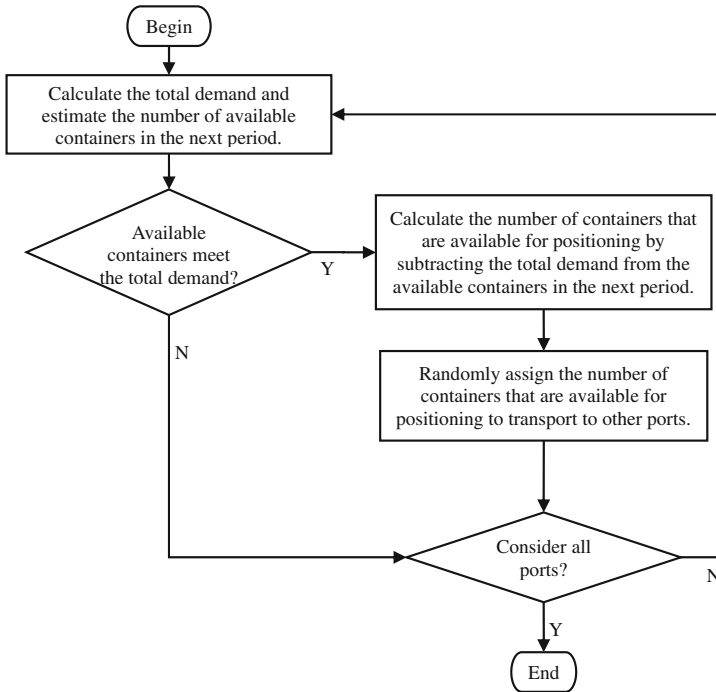 Begin
Calculate the total demand and
estimate the number of available
containers in the next period.
Available
containers meet
the total demand?
Y
Calculate the number of containers that
are available for positioning by
subtracting the total demand from the
available containers in the next period.
N
Randomly assign the number of
containers that are available for
positioning to transport to other ports.
Consider all
ports?
N
Y
End